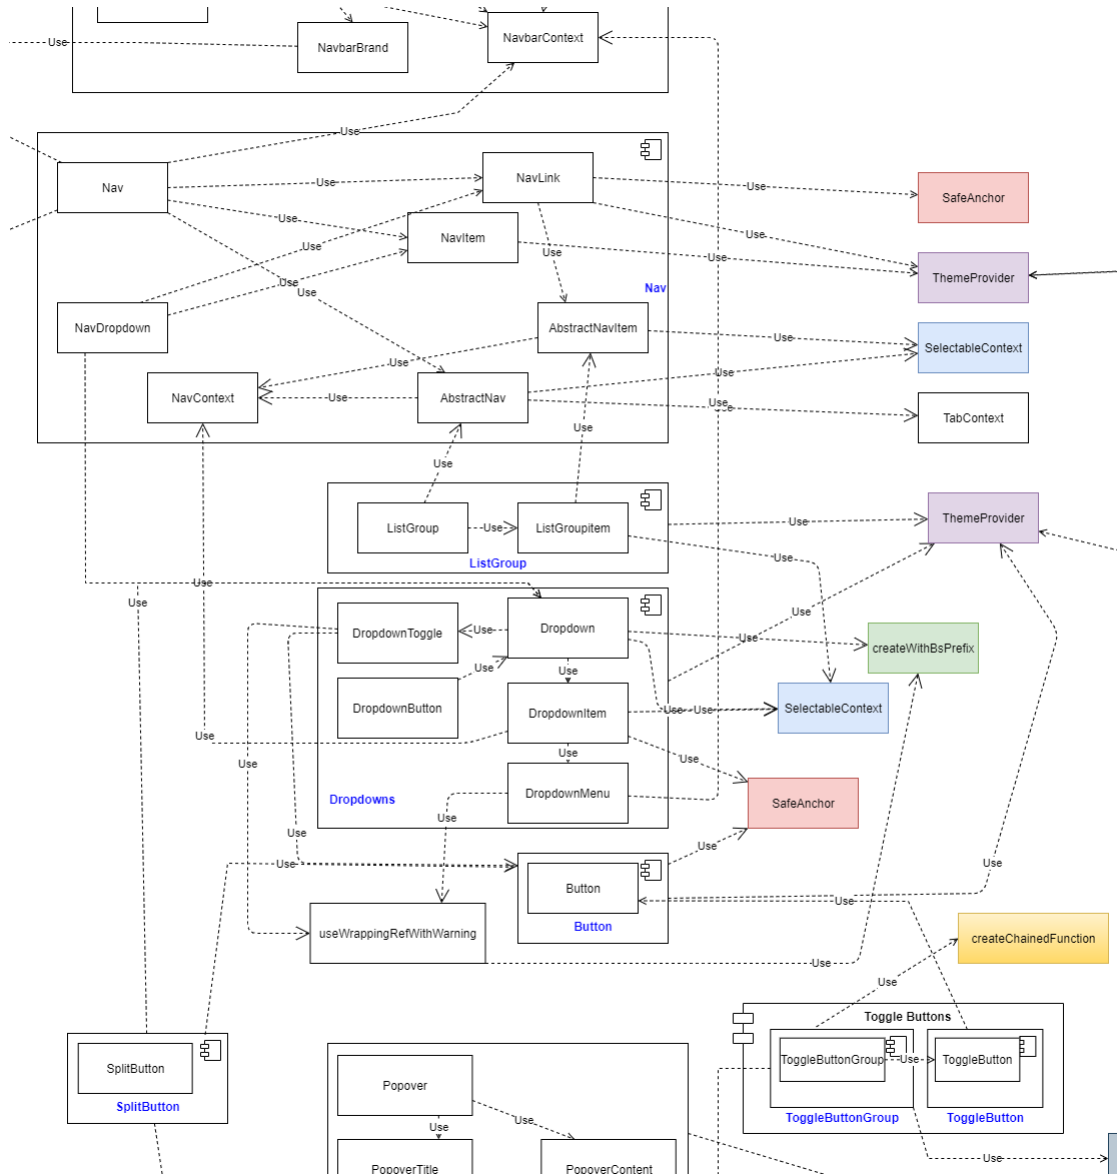 Use
NavbarBrand
NavbarContext
Use
Nav
NavLink
Use
Use
SafeAnchor
Use
NavItem
Use
Use
Use
Use
Use
ThemeProvider
Use
Use
Nav
NavDropdown
AbstractNavItem
Use
SelectableContext
Use
Use
NavContext
Use
AbstractNav
Use
Use
TabContext
Use
Use
ListGroup
Use
ListGroupItem
Use
ThemeProvider
ListGroup
Use
Use
Use
DropdownToggle
Use
Dropdown
Use
createWithBsPrefix
Use
DropdownButton
DropdownItem
Use
Use
SelectableContext
Use
Use
Use
Use
DropdownMenu
Dropdowns
SafeAnchor
Use
Use
Use
Use
Use
Button
Use
Button
useWrappingRefWithWarning
createChainedFunction
Use
Use
Toggle Buttons
SplitButton
ToggleButtonGroup
Use
ToggleButton
Popover
SplitButton
ToggleButtonGroup
ToggleButton
Use
Use
Use
PopoverTitle
PopoverContent